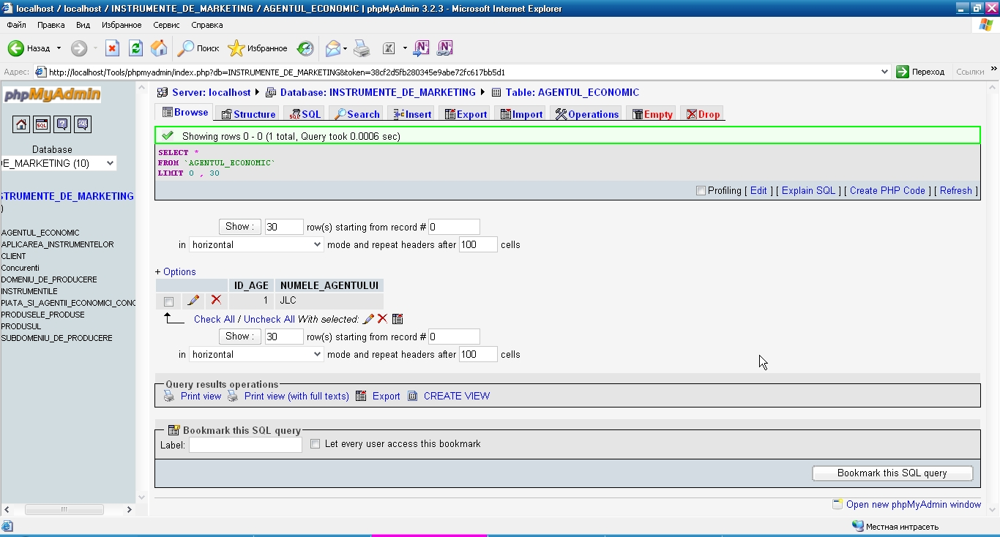 localhost / localhost / INSTRUMENTE_DE_MARKETING / AGENTUL_ECONOMIC | phpMyAdmin 3.2.3 - Microsoft Internet Explorer
Файл Правка Вид Избранное Сервис Справка
Назад Поиск Избранное
Адрес: http://localhost/Tools/phpmyadmin/index.php?db=INSTRUMENTE_DE_MARKETING&token=38cf2d5fb280345e9abe72fc617bb5d1 Переход Ссылки »
phpMyAdmin
SQL
Database
DE_MARKETING (10)
STRUMENTE_DE_MARKETING
)
AGENTUL_ECONOMIC
APLICAREA_INSTRUMENTELOR
CLIENT
Concurenti
DOMENIU_DE_PRODUCERE
INSTRUMENTILE
PIATA_SI_AGENTII_ECONOMICI_CONC
PRODUSELE_PRODUSE
PRODUSUL
SUBDOMENIU_DE_PRODUCERE
Server: localhost Database: INSTRUMENTE_DE_MARKETING Table: AGENTUL_ECONOMIC
Browse Structure SQL Search Insert Export Import Operations Empty Drop
Showing rows 0 - 0 (1 total, Query took 0.0006 sec)
SELECT *
FROM `AGENTUL_ECONOMIC`
LIMIT 0 , 30
Profiling [ Edit ] [ Explain SQL ] [ Create PHP Code ] [ Refresh ]
Show : 30 row(s) starting from record # 0
in horizontal mode and repeat headers after 100 cells
+ Options
ID_AGE NUMELE_AGENTULUI
1 JLC
Check All / Uncheck All With selected:
Show : 30 row(s) starting from record # 0
in horizontal mode and repeat headers after 100 cells
Query results operations
Print view Print view (with full texts) Export CREATE VIEW
Bookmark this SQL query
Label: Let every user access this bookmark
Bookmark this SQL query
Open new phpMyAdmin window
Местная интрасеть